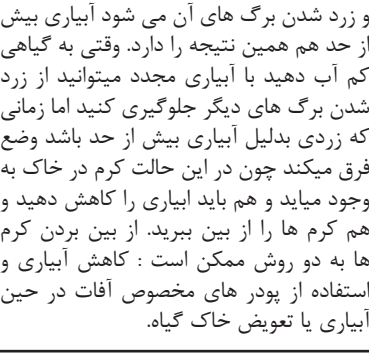 و زرد شدن برگ های آن می شود آبیاری بیش
از حد هم همین نتیجه را دارد. وقتی به گیاهی
کم آب دهید با آبیاری مجدد میتوانید از زرد
شدن برگ های دیگر جلوگیری کنید اما زمانی
که زردی بدلیل آبیاری بیش از حد باشد وضع
فرق میکند چون در این حالت کرم در خاک به
وجود میاید و هم باید ابیاری را کاهش دهید و
هم کرم ها را از بین ببرید. از بین بردن کرم
ها به دو روش ممکن است : کاهش آبیاری و
استفاده از پودر های مخصوص آفات در حین
آبیاری یا تعویض خاک گیاه.